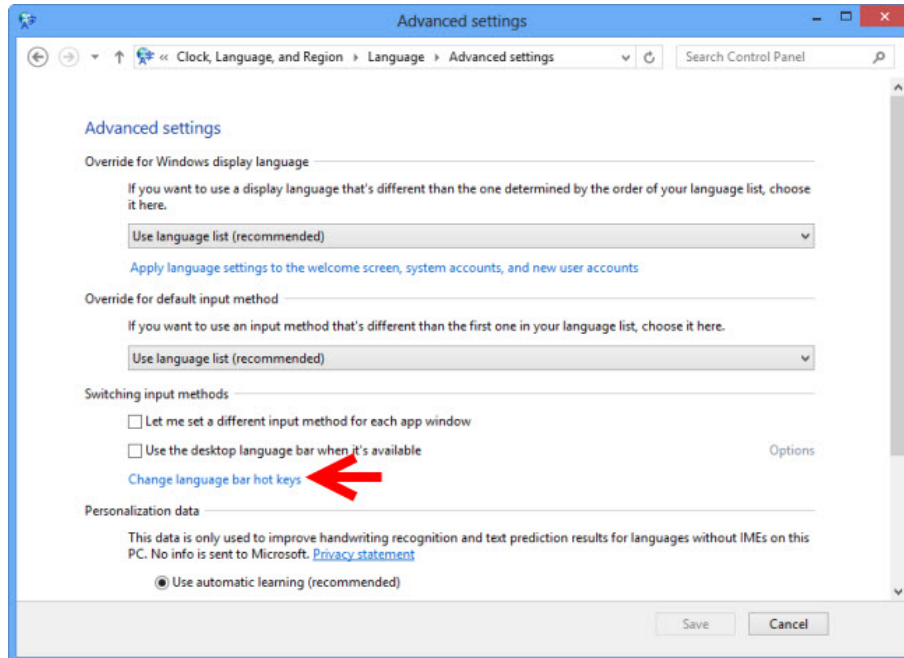 Advanced settings
« Clock, Language, and Region › Language › Advanced settings
Search Control Panel
Advanced settings
Override for Windows display language
If you want to use a display language that's different than the one determined by the order of your language list, choose
it here.
Use language list (recommended)
Apply language settings to the welcome screen, system accounts, and new user accounts
Override for default input method
If you want to use an input method that's different than the first one in your language list, choose it here.
Use language list (recommended)
Switching input methods
Let me set a different input method for each app window
Use the desktop language bar when it's available Options
Change language bar hot keys
Personalization data
This data is only used to improve handwriting recognition and text prediction results for languages without IMEs on this
PC. No info is sent to Microsoft. Privacy statement
Use automatic learning (recommended)
Save Cancel